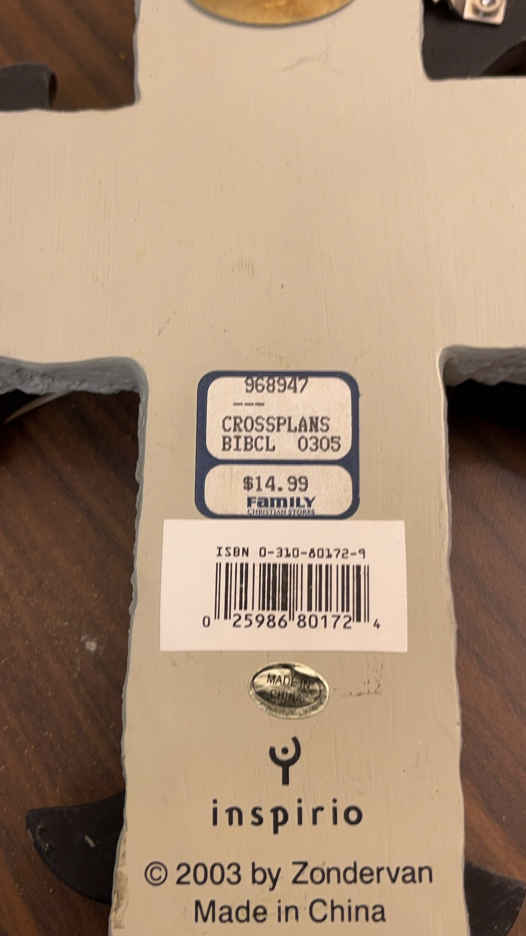 968947
---
CROSSPLANS
BIBCL 0305
$14.99
FAMILY
CHRISTIAN STORES
ISBN 0-310-80172-9
0 25986 80172 4
MADE IN
CHINA
inspirio
© 2003 by Zondervan
Made in China